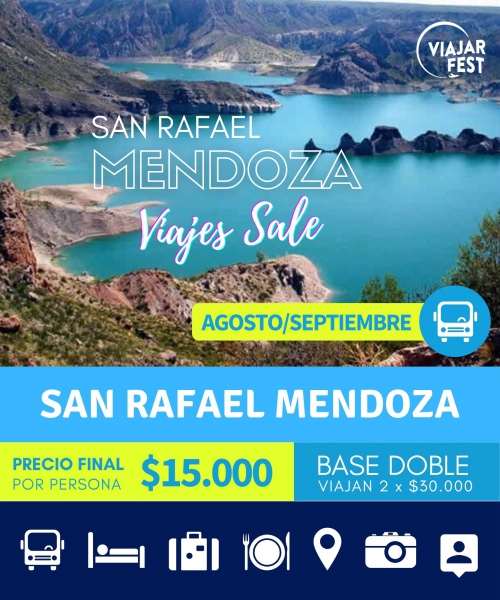 VIAJAR
FEST
SAN RAFAEL
MENDOZA
Viajes Sale
AGOSTO/SEPTIEMBRE
SAN RAFAEL MENDOZA
PRECIO FINAL
POR PERSONA
$15.000
BASE DOBLE
VIAJAN 2 x $30.000